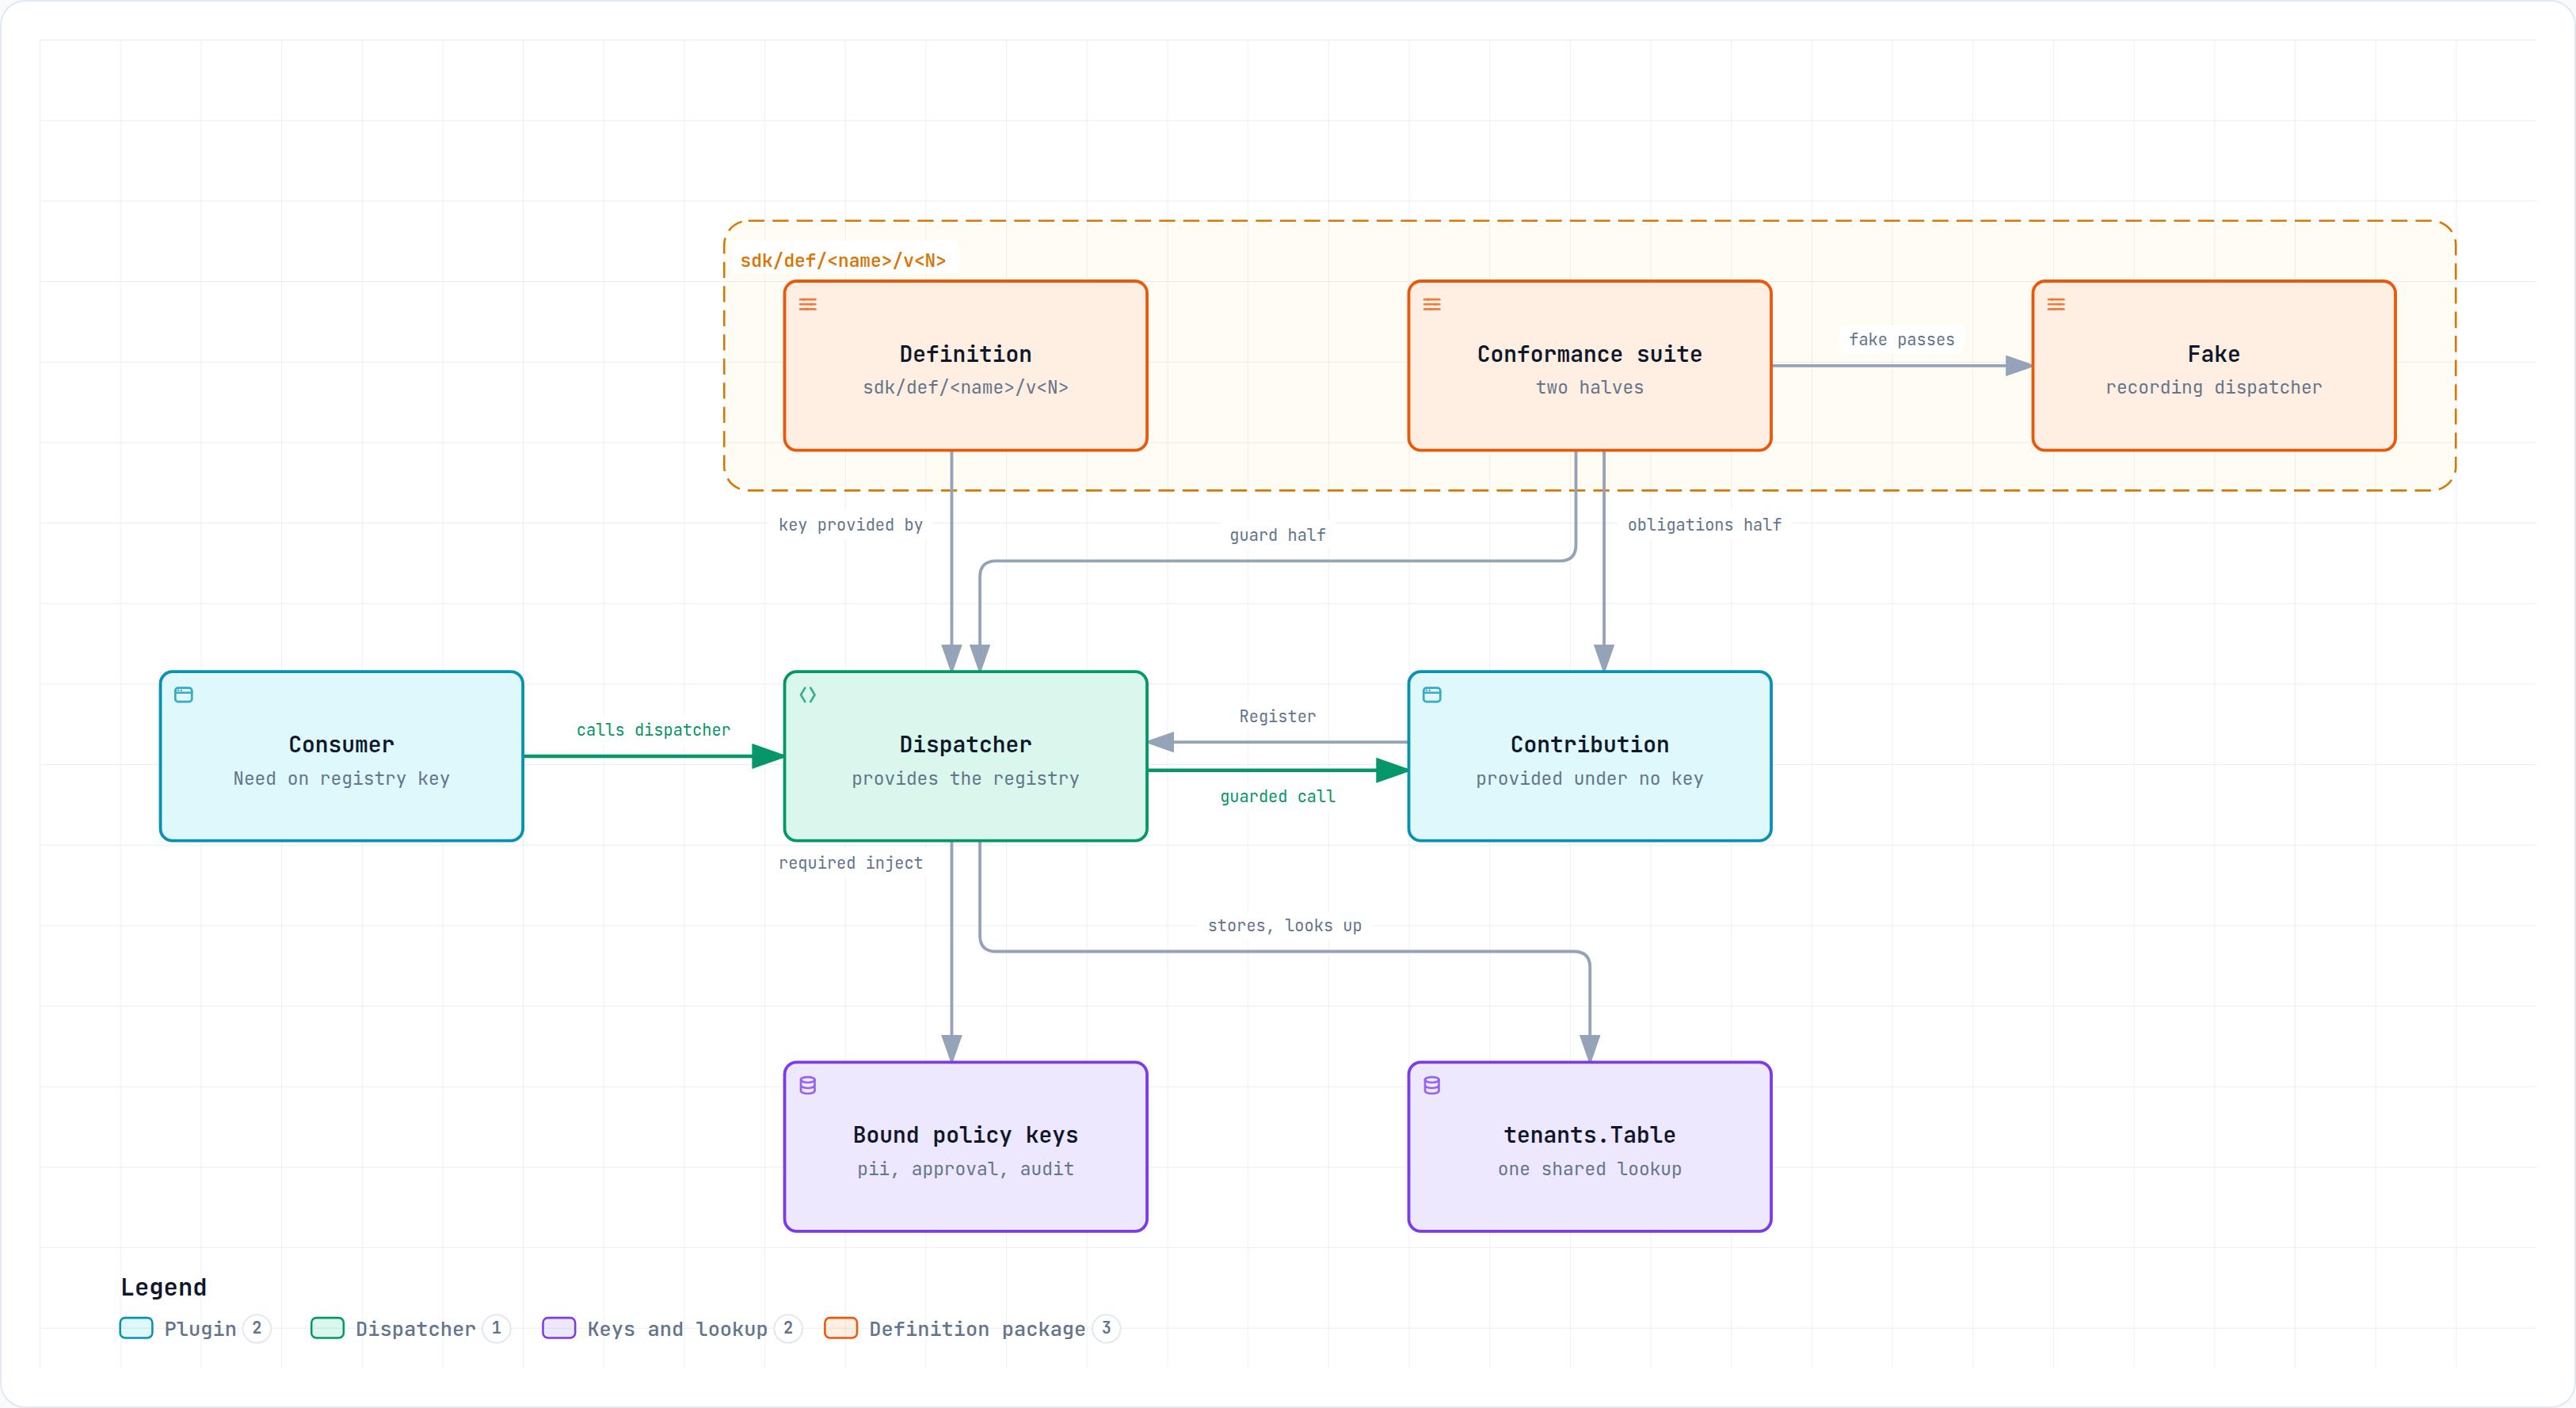 sdk/def/<name>/v<N>
Definition
sdk/def/<name>/v<N>
Conformance suite
two halves
fake passes
Fake
recording dispatcher
key provided by
guard half
obligations half
Consumer
Need on registry key
calls dispatcher
Dispatcher
provides the registry
Register
guarded call
Contribution
provided under no key
required inject
stores, looks up
Bound policy keys
pii, approval, audit
tenants.Table
one shared lookup
Legend
Plugin 2 Dispatcher 1 Keys and lookup 2 Definition package 3